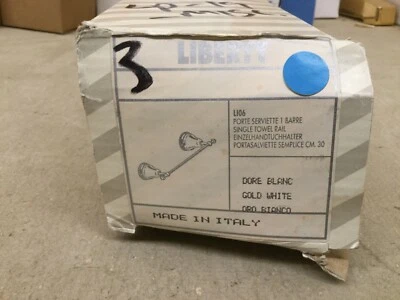 3
LIBERTY
LI06
PORTE SERVIETTE 1 BARRE
SINGLE TOWEL RAIL
EINZELHANDTUCHHALTER
PORTASALVIETTE SEMPLICE CM. 30
DORE BLANC
GOLD WHITE
ORO BIANCO
MADE IN ITALY